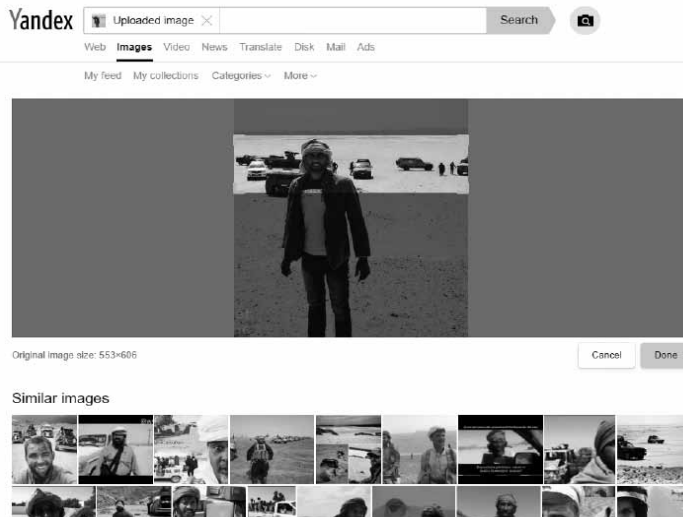 Yandex
Uploaded image
Search
Web Images Video News Translate Disk Mail Ads
My feed My collections Categories More
Original image size: 553×606
Cancel
Done
Similar images